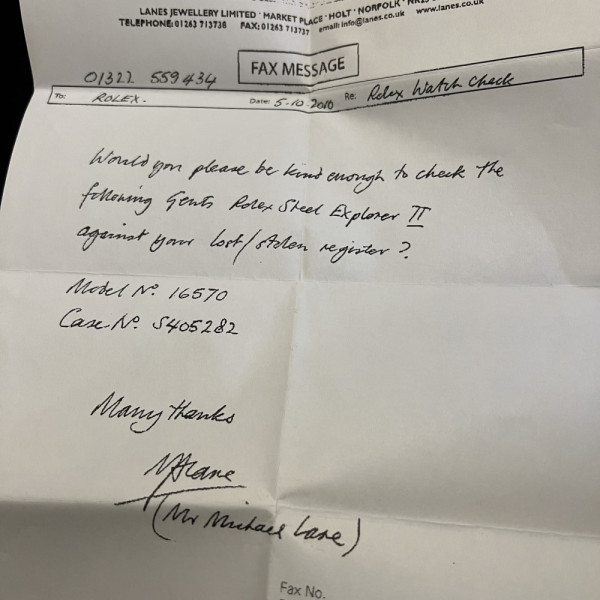 LANES JEWELLERY LIMITED · MARKET PLACE · HOLT · NORFOLK ·
TELEPHONE: 01263 713738 FAX: 01263 713737 email: info@lanes.co.uk www.lanes.co.uk
FAX MESSAGE
01322 559434
To: ROLEX. Date: 5-10.2010 Re: Rolex Watch Check
Would you please be kind enough to check the
following Gents Rolex Steel Explorer II
against your lost/stolen register?
Model No. 16570
Case No. S405282
Many thanks
MHLane
(Mr Michael Lane)
Fax No.